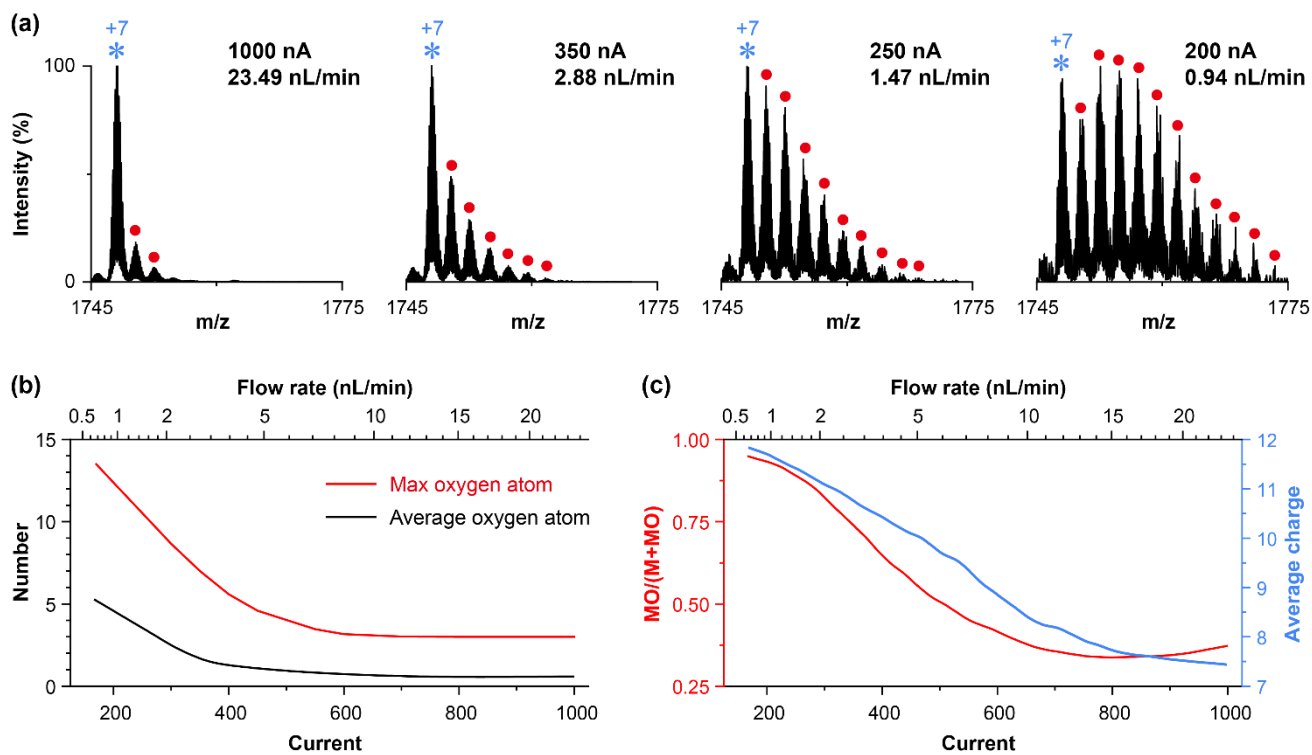 (a)
+7
*
1000 nA
23.49 nL/min
+7
*
350 nA
2.88 nL/min
+7
*
250 nA
1.47 nL/min
+7
*
200 nA
0.94 nL/min
Intensity (%)
100
0
1745
1775
m/z
1745
1775
m/z
1745
1775
m/z
1745
1775
m/z
(b)
Flow rate (nL/min)
0.5 1 2 5 10 15 20
Number
15
10
5
0
Max oxygen atom
Average oxygen atom
200 400 600 800 1000
Current
(c)
Flow rate (nL/min)
0.5 1 2 5 10 15 20
MO/(M+MO)
1.00
0.75
0.50
0.25
Average charge
12
11
10
9
8
7
200 400 600 800 1000
Current